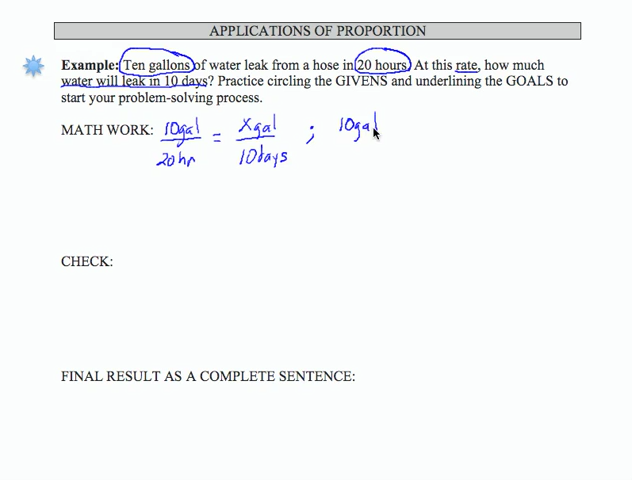 APPLICATIONS OF PROPORTION
Example: Ten gallons of water leak from a hose in 20 hours. At this rate, how much
water will leak in 10 days? Practice circling the GIVENS and underlining the GOALS to
start your problem-solving process.
MATH WORK: 10gal/20hr = xgal/10days ; 10gal
CHECK:
FINAL RESULT AS A COMPLETE SENTENCE: